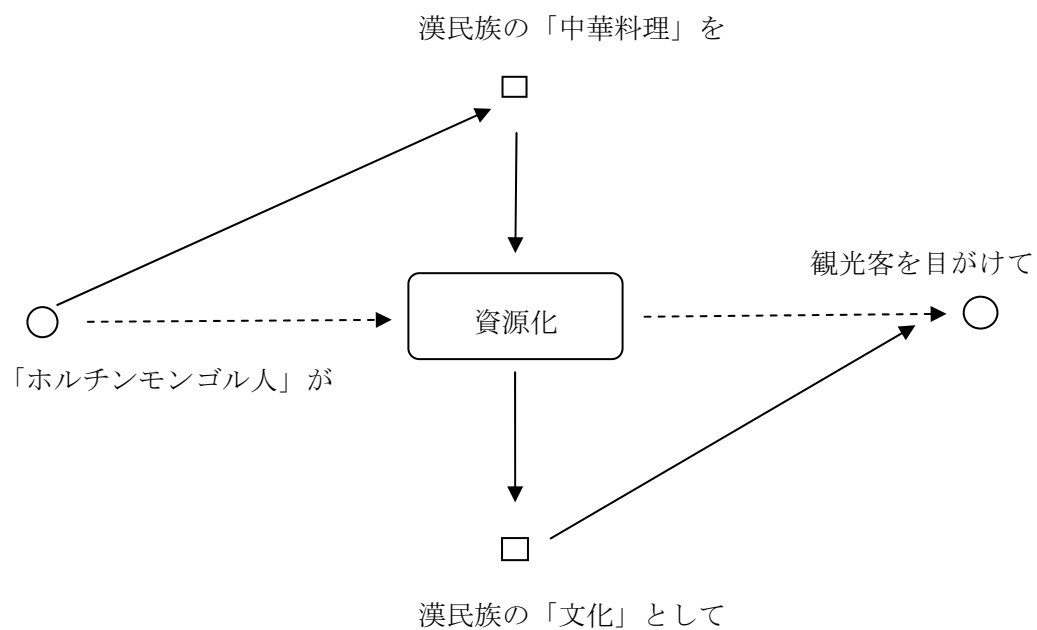 漢民族の「中華料理」を
観光客を目がけて
資源化
「ホルチンモンゴル人」が
漢民族の「文化」として